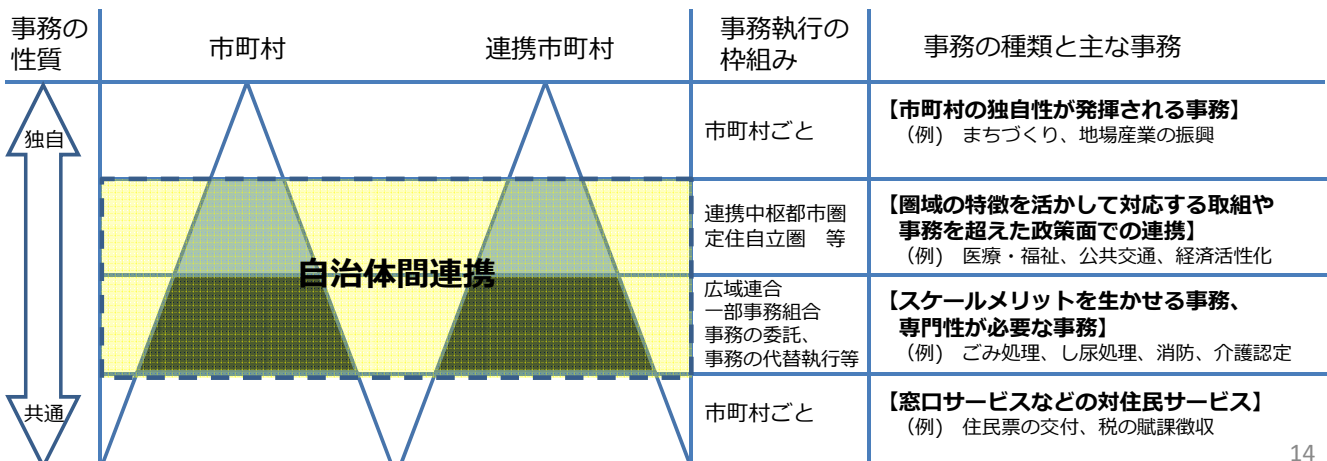 事務の
性質
市町村
連携市町村
事務執行の
枠組み
事務の種類と主な事務
独自
市町村ごと
【市町村の独自性が発揮される事務】
（例) まちづくり、地場産業の振興
自治体間連携
連携中枢都市圏
定住自立圏　等
【圏域の特徴を活かして対応する取組や
事務を超えた政策面での連携】
（例) 医療・福祉、公共交通、経済活性化
広域連合
一部事務組合
事務の委託、
事務の代替執行等
【スケールメリットを生かせる事務、
専門性が必要な事務】
（例) ごみ処理、し尿処理、消防、介護認定
共通
市町村ごと
【窓口サービスなどの対住民サービス】
（例) 住民票の交付、税の賦課徴収
14